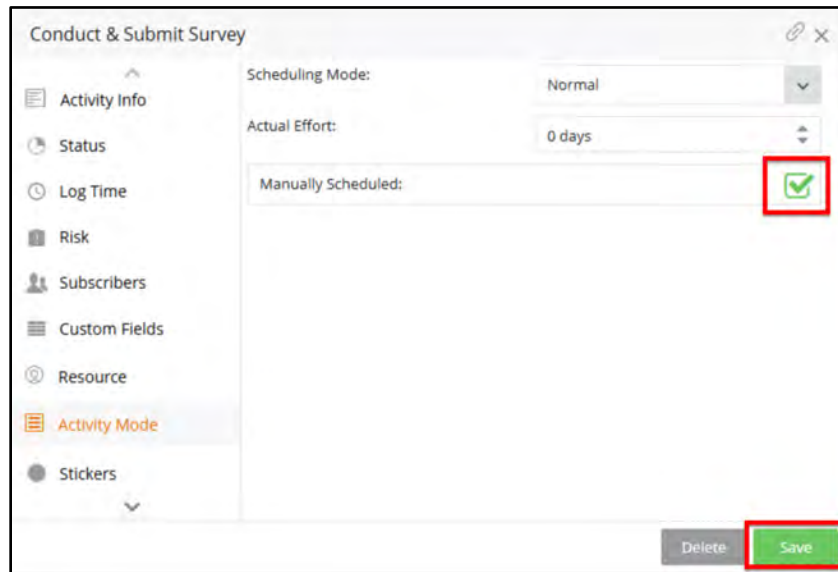 Conduct & Submit Survey
Activity Info
Status
Log Time
Risk
Subscribers
Custom Fields
Resource
Activity Mode
Stickers
Scheduling Mode:
Normal
Actual Effort:
0 days
Manually Scheduled:
Delete
Save